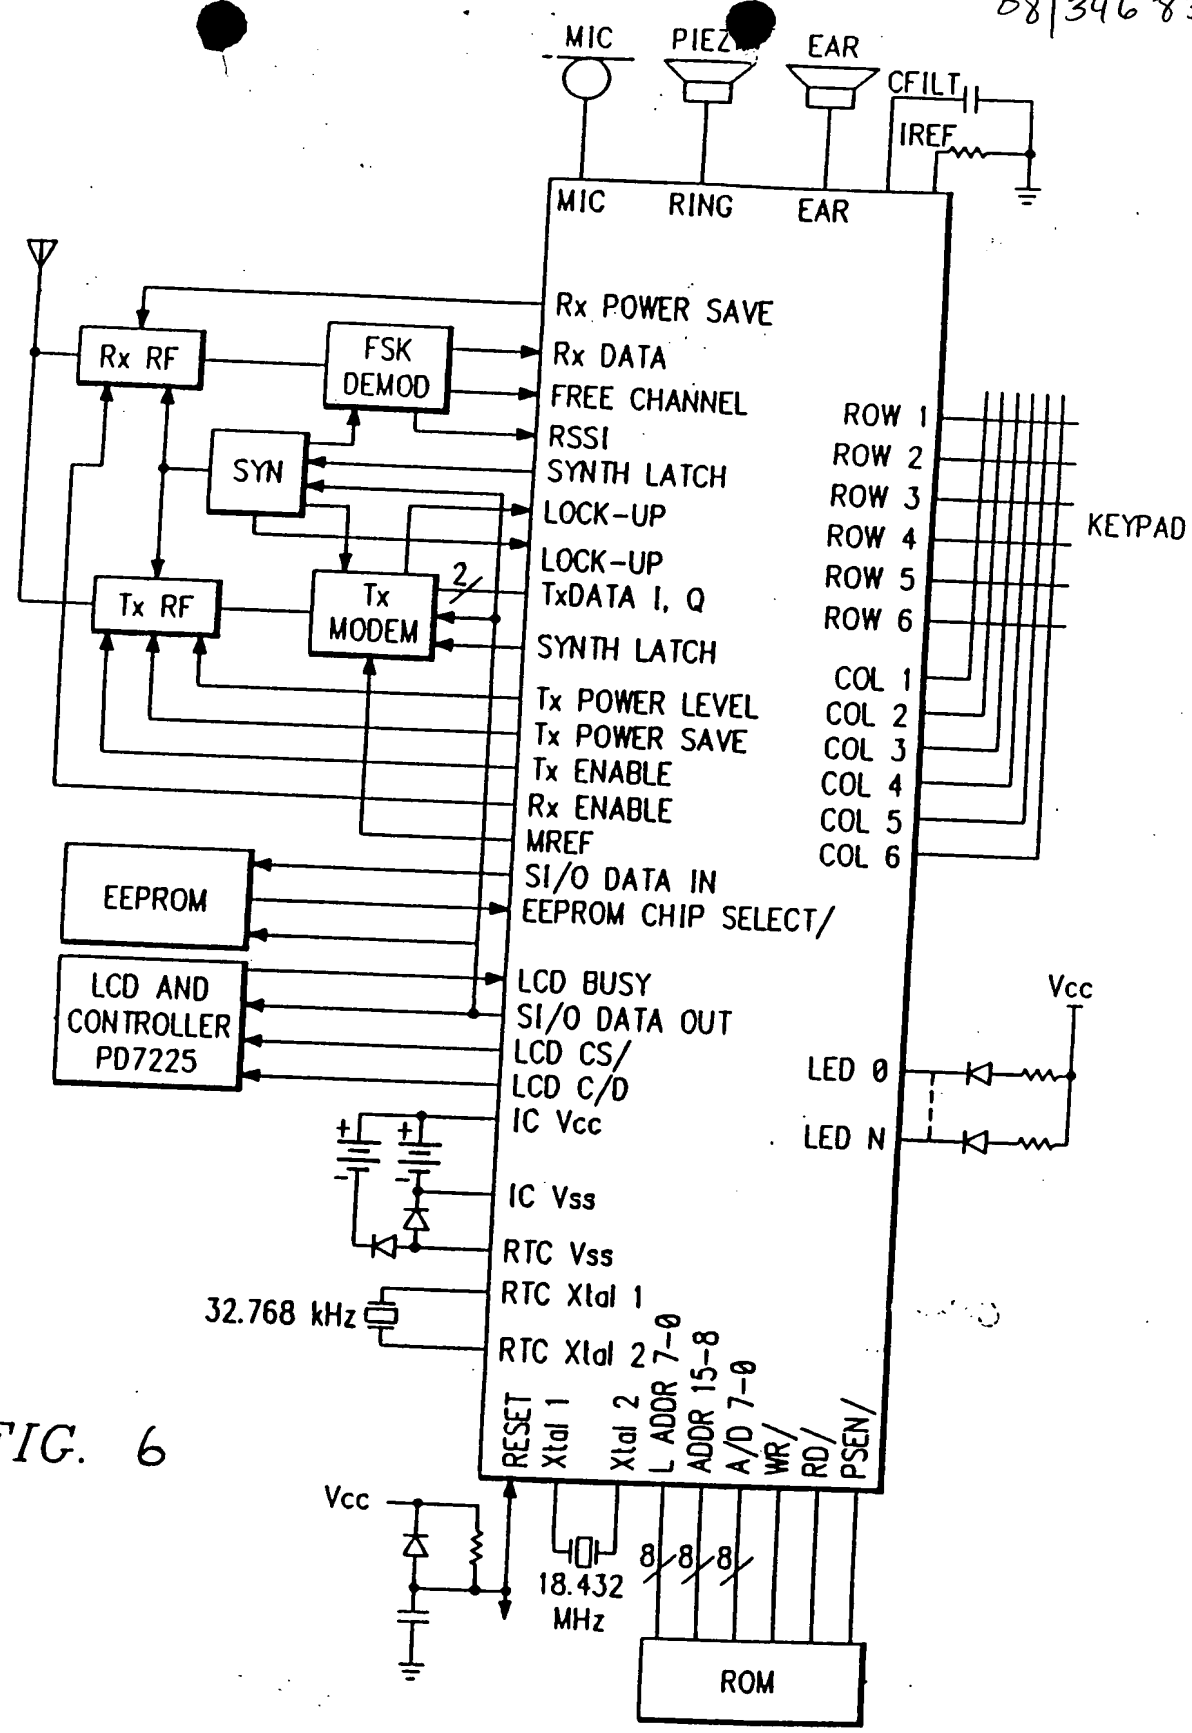 08/346 8
MIC
PIEZ
EAR
CFILT
IREF
MIC RING EAR
Rx POWER SAVE
Rx RF
FSK
DEMOD
Rx DATA
FREE CHANNEL
RSSI
SYN
SYNTH LATCH
LOCK-UP
LOCK-UP
Tx RF
Tx
MODEM
2
TxDATA I, Q
SYNTH LATCH
Tx POWER LEVEL
Tx POWER SAVE
Tx ENABLE
Rx ENABLE
MREF
ROW 1
ROW 2
ROW 3
ROW 4
ROW 5
ROW 6
KEYPAD
COL 1
COL 2
COL 3
COL 4
COL 5
COL 6
EEPROM
SI/O DATA IN
EEPROM CHIP SELECT/
LCD AND
CONTROLLER
PD7225
LCD BUSY
SI/O DATA OUT
LCD CS/
LCD C/D
Vcc
LED 0
LED N
+ +
- -
IC Vcc
IC Vss
RTC Vss
32.768 kHz
RTC Xtal 1
RTC Xtal 2
RESET
Xtal 1
Xtal 2
L ADDR 7-0
ADDR 15-8
A/D 7-0
WR/
RD/
PSEN/
FIG. 6
Vcc
18.432
MHz
8 8 8
ROM